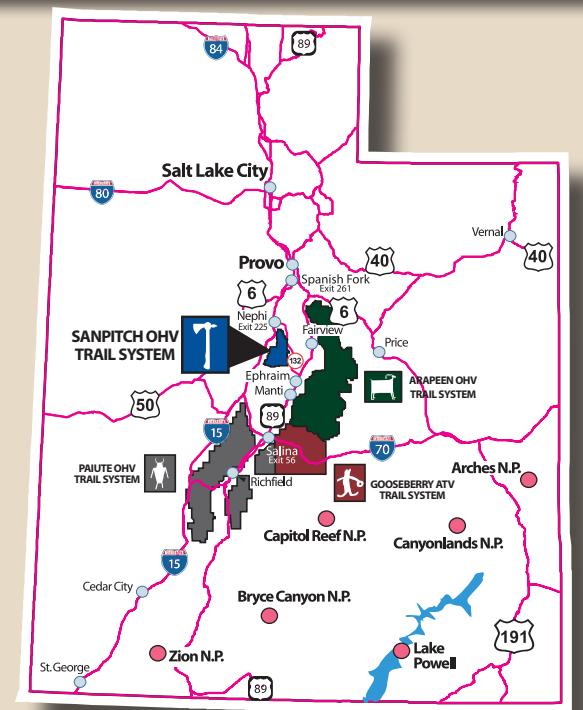 84
89
Salt Lake City
80
Vernal
40
40
Provo
Spanish Fork
Exit 261
6
6
Nephi
Exit 225
SANPITCH OHV
TRAIL SYSTEM
Fairview
Price
132
Ephraim
Manti
ARAPEEN OHV
TRAIL SYSTEM
50
89
15
Salina
Exit 56
70
PAIUTE OHV
TRAIL SYSTEM
Richfield
GOOSEBERRY ATV
TRAIL SYSTEM
Arches N.P.
Capitol Reef N.P.
Canyonlands N.P.
15
Cedar City
Bryce Canyon N.P.
191
Zion N.P.
Lake
Powell
St. George
89